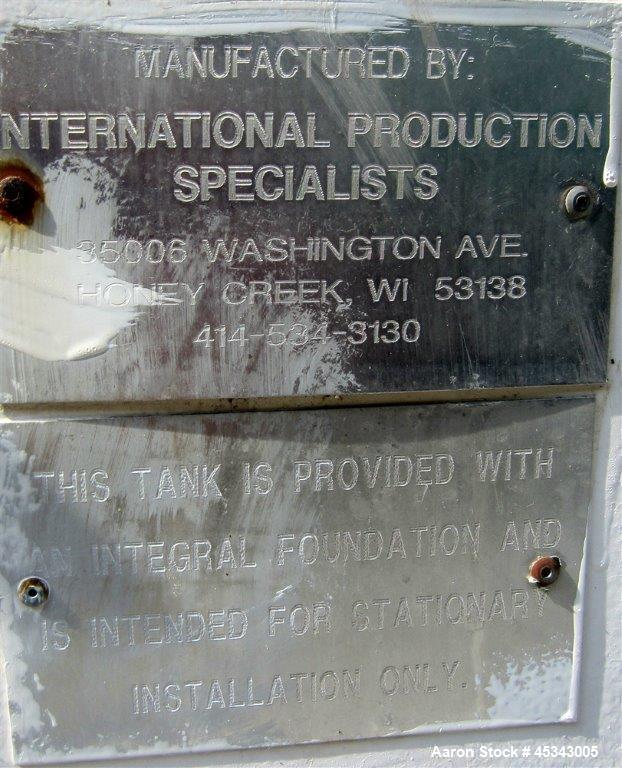 MANUFACTURED BY:
INTERNATIONAL PRODUCTION
SPECIALISTS
35006 WASHINGTON AVE.
HONEY CREEK, WI 53138
414-534-3130
THIS TANK IS PROVIDED WITH
AN INTEGRAL FOUNDATION AND
IS INTENDED FOR STATIONARY
INSTALLATION ONLY.
Aaron Stock # 45343005